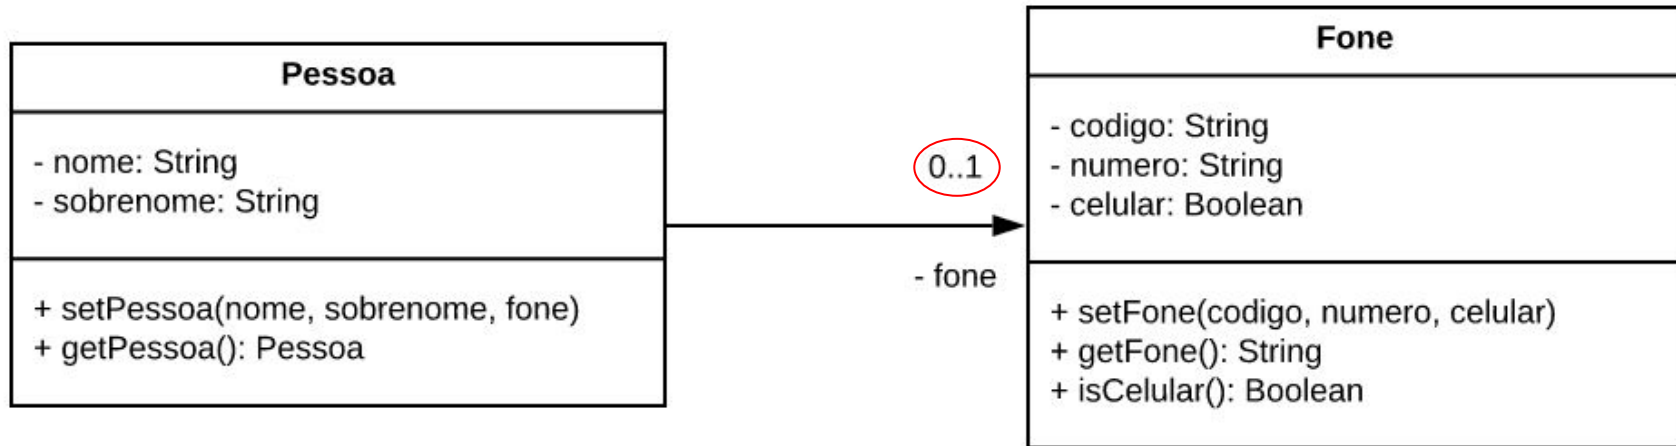 Pessoa
- nome: String
- sobrenome: String
+ setPessoa(nome, sobrenome, fone)
+ getPessoa(): Pessoa
0..1
- fone
Fone
- codigo: String
- numero: String
- celular: Boolean
+ setFone(codigo, numero, celular)
+ getFone(): String
+ isCelular(): Boolean